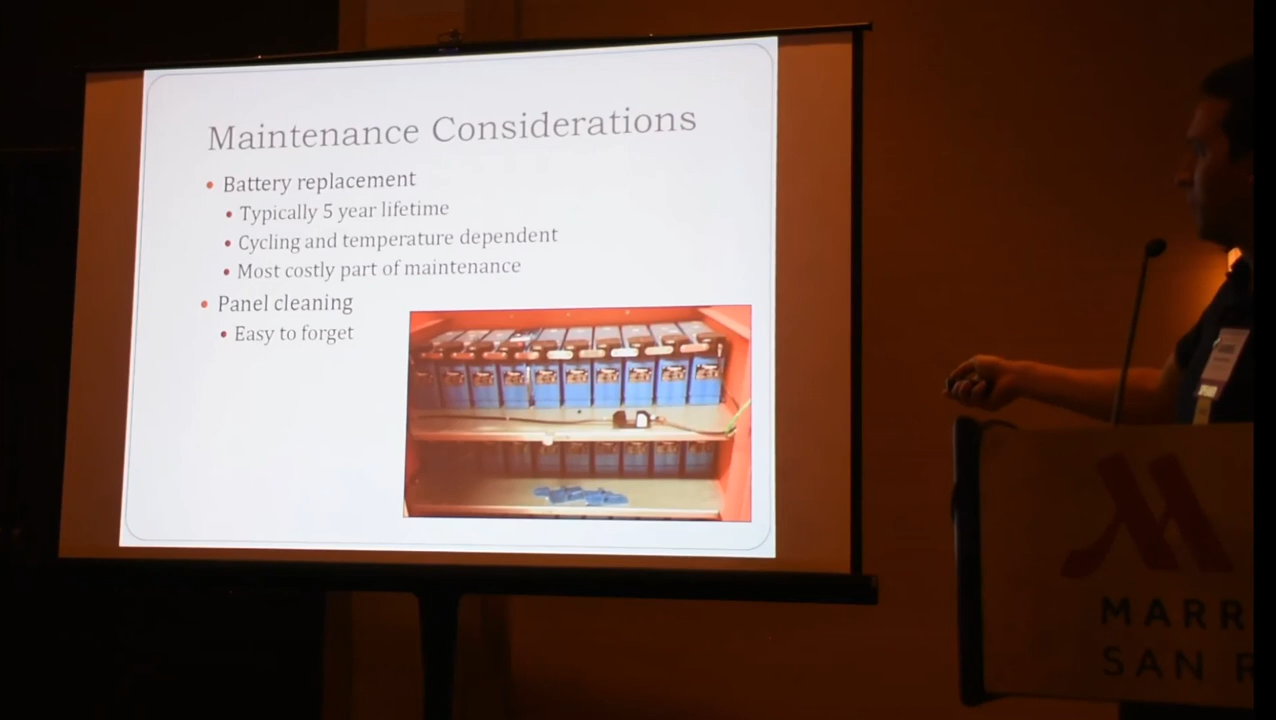 Maintenance Considerations
• Battery replacement
• Typically 5 year lifetime
• Cycling and temperature dependent
• Most costly part of maintenance
• Panel cleaning
• Easy to forget
MARR
SAN R